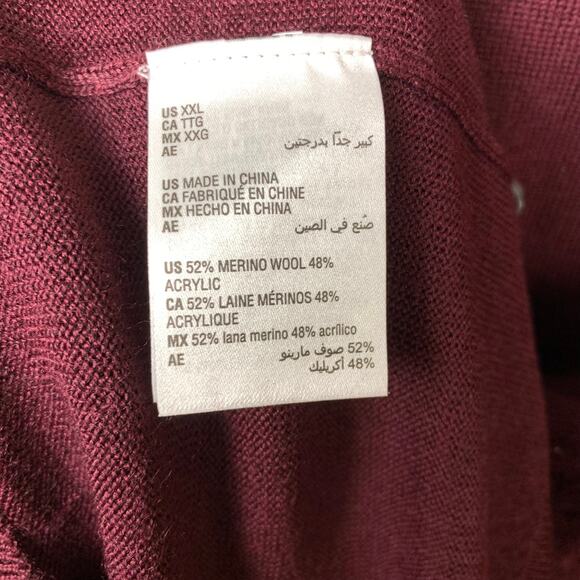 US XXL
CA TTG
MX XXG
AE كبير جدًا بدرجتين
US MADE IN CHINA
CA FABRIQUÉ EN CHINE
MX HECHO EN CHINA
AE صُنع في الصين
US 52% MERINO WOOL 48%
ACRYLIC
CA 52% LAINE MÉRINOS 48%
ACRYLIQUE
MX 52% lana merino 48% acrílico
AE 52% صوف مارينو
48% أكريليك